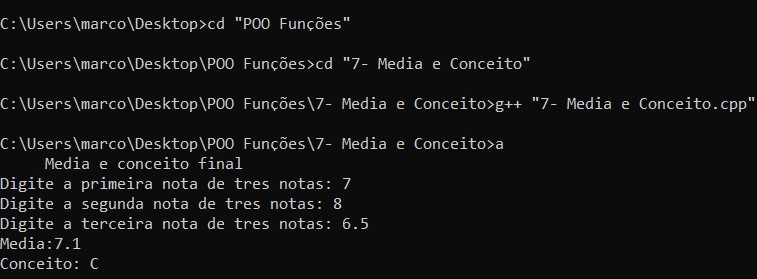 C:\Users\marco\Desktop>cd "POO Funções"
C:\Users\marco\Desktop\POO Funções>cd "7- Media e Conceito"
C:\Users\marco\Desktop\POO Funções\7- Media e Conceito>g++ "7- Media e Conceito.cpp"
C:\Users\marco\Desktop\POO Funções\7- Media e Conceito>a
Media e conceito final
Digite a primeira nota de tres notas: 7
Digite a segunda nota de tres notas: 8
Digite a terceira nota de tres notas: 6.5
Media:7.1
Conceito: C